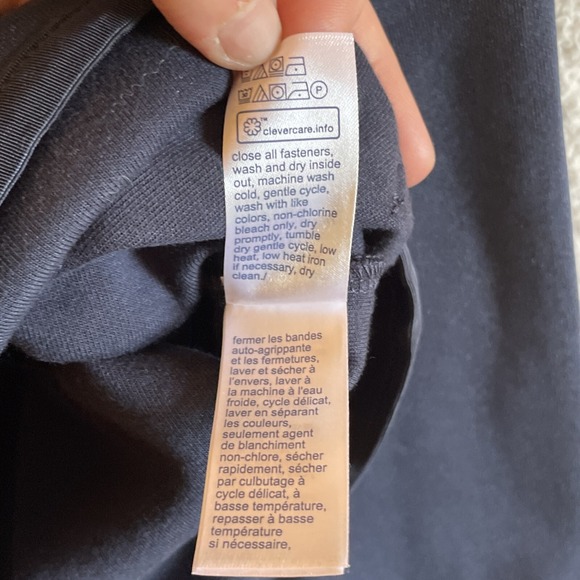 P
™
clevercare.info
close all fasteners,
wash and dry inside
out, machine wash
cold, gentle cycle,
wash with like
colors, non-chlorine
bleach only, dry
promptly, tumble
dry gentle cycle, low
heat, low heat iron
if necessary, dry
clean./
fermer les bandes
auto-agrippante
et les fermetures,
laver et sécher à
l'envers, laver à
la machine à l'eau
froide, cycle délicat,
laver en séparant
les couleurs,
seulement agent
de blanchiment
non-chlore, sécher
rapidement, sécher
par culbutage à
cycle délicat, à
basse température,
repasser à basse
température
si nécessaire,